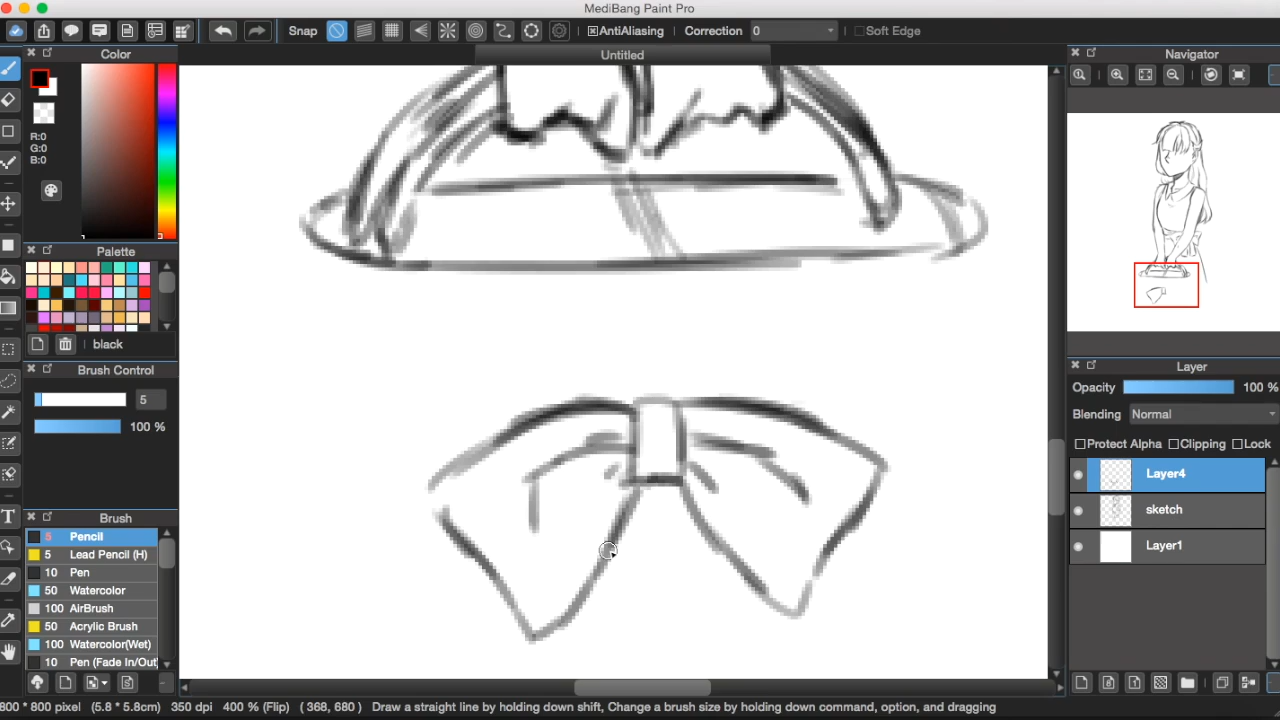 MediBang Paint Pro
Snap
AntiAliasing
Correction
0
Soft Edge
Untitled
Color
R:0
G:0
B:0
Palette
black
Brush Control
5
100 %
Brush
5 Pencil
5 Lead Pencil (H)
10 Pen
50 Watercolor
100 AirBrush
50 Acrylic Brush
100 Watercolor(Wet)
10 Pen (Fade In/Out)
Navigator
Layer
Opacity 100 %
Blending Normal
Protect Alpha Clipping Lock
Layer4
sketch
Layer1
800 * 800 pixel (5.8 * 5.8cm) 350 dpi 400 % (Flip) ( 368, 680 ) Draw a straight line by holding down shift, Change a brush size by holding down command, option, and dragging